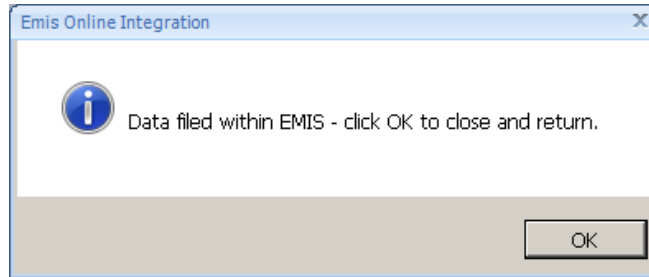 Emis Online Integration
Data filed within EMIS - click OK to close and return.
OK